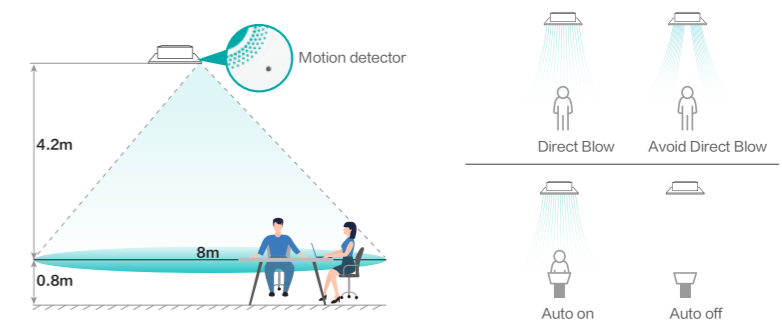 Motion detector
4.2m
8m
0.8m
Direct Blow
Avoid Direct Blow
Auto on
Auto off